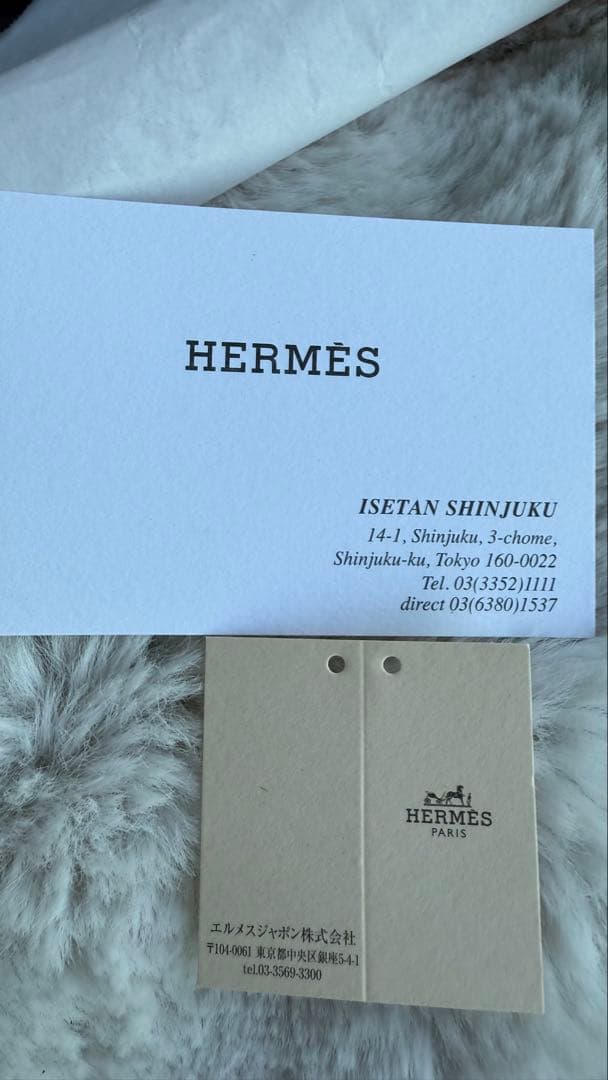 HERMÈS
ISETAN SHINJUKU
14-1, Shinjuku, 3-chome,
Shinjuku-ku, Tokyo 160-0022
Tel. 03(3352)1111
direct 03(6380)1537
HERMÈS
PARIS
エルメスジャポン株式会社
〒104-0061 東京都中央区銀座5-4-1
tel.03-3569-3300